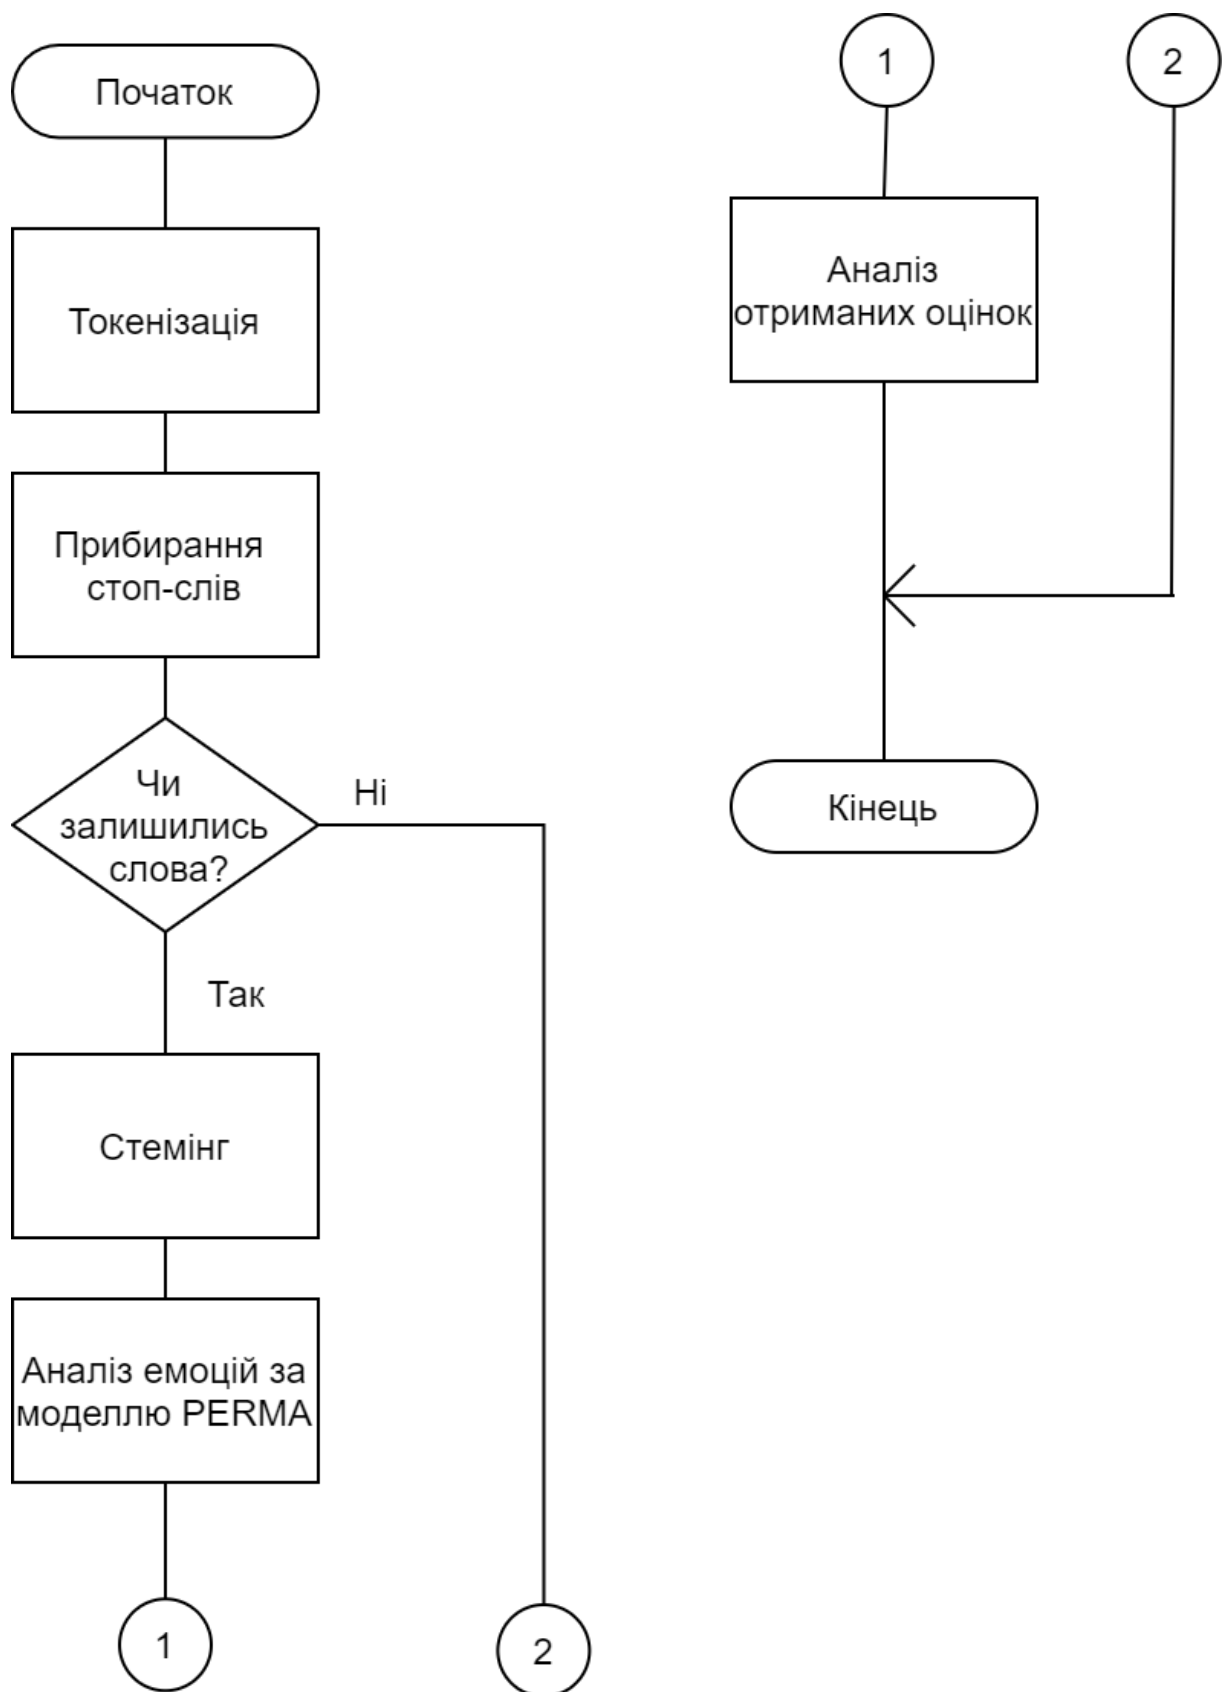 Початок
Токенізація
Прибирання
стоп-слів
Чи
залишились
слова?
Ні
Так
Стемінг
Аналіз емоцій за
моделлю PERMA
1
2
1
2
Аналіз
отриманих оцінок
Кінець